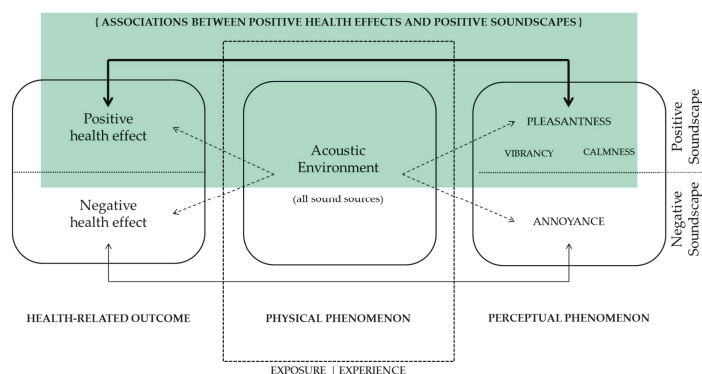 { ASSOCIATIONS BETWEEN POSITIVE HEALTH EFFECTS AND POSITIVE SOUNDSCAPES }
Positive
health effect
Negative
health effect
Acoustic
Environment
(all sound sources)
PLEASANTNESS
VIBRANCY CALMNESS
ANNOYANCE
Positive
Soundscape
Negative
Soundscape
HEALTH-RELATED OUTCOME
PHYSICAL PHENOMENON
PERCEPTUAL PHENOMENON
EXPOSURE | EXPERIENCE